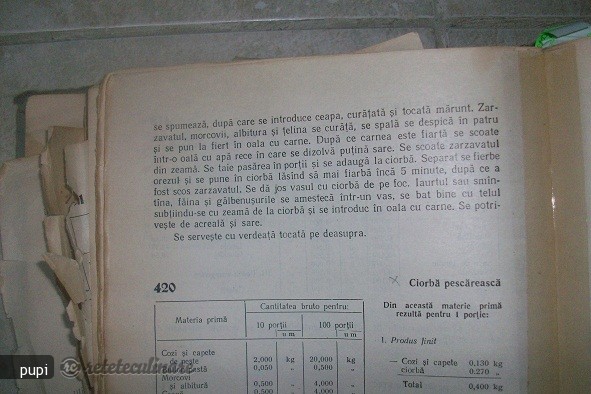 se spumează, după care se introduce ceapa, curățată și tocată mărunt. Zar-
zavatul, morcovii, albitura și țelina se curăță, se spală se despică în patru
și se pun la fiert în oala cu carne. După ce carnea este fiartă se scoate
într-o oală cu apă rece în care se dizolvă puțină sare. Se scoate zarzavatul
din zeamă. Se taie pasărea în porții și se adaugă la ciorbă. Separat se fierbe
orezul și se pune în ciorbă lăsînd să mai fiarbă încă 5 minute, după ce a
fost scos zarzavatul. Se dă jos vasul cu ciorbă de pe foc. Iaurtul sau smîn-
tîna, făina și gălbenușurile se amestecă într-un vas, se bat bine cu telul
subțiindu-se cu zeamă de la ciorbă și se introduc în oala cu carne. Se potri-
vește de acreală și sare.
Se servește cu verdeață tocată pe deasupra.
420
Ciorbă pescărească
Materia primă
Cantitatea bruto pentru:
10 porții
100 porții
u m
u m
Cozi și capete
de pește
2,000 kg 20,000 kg
0,050 „ 0,500 „
Morcovi
și albitură
0,500 „ 4,000 „
Din această materie primă
rezultă pentru 1 porție:
1. Produs finit
— Cozi și capete 0,130 kg
ciorbă 0,270 „
Total 0,400 kg
pupi
reteteculinare